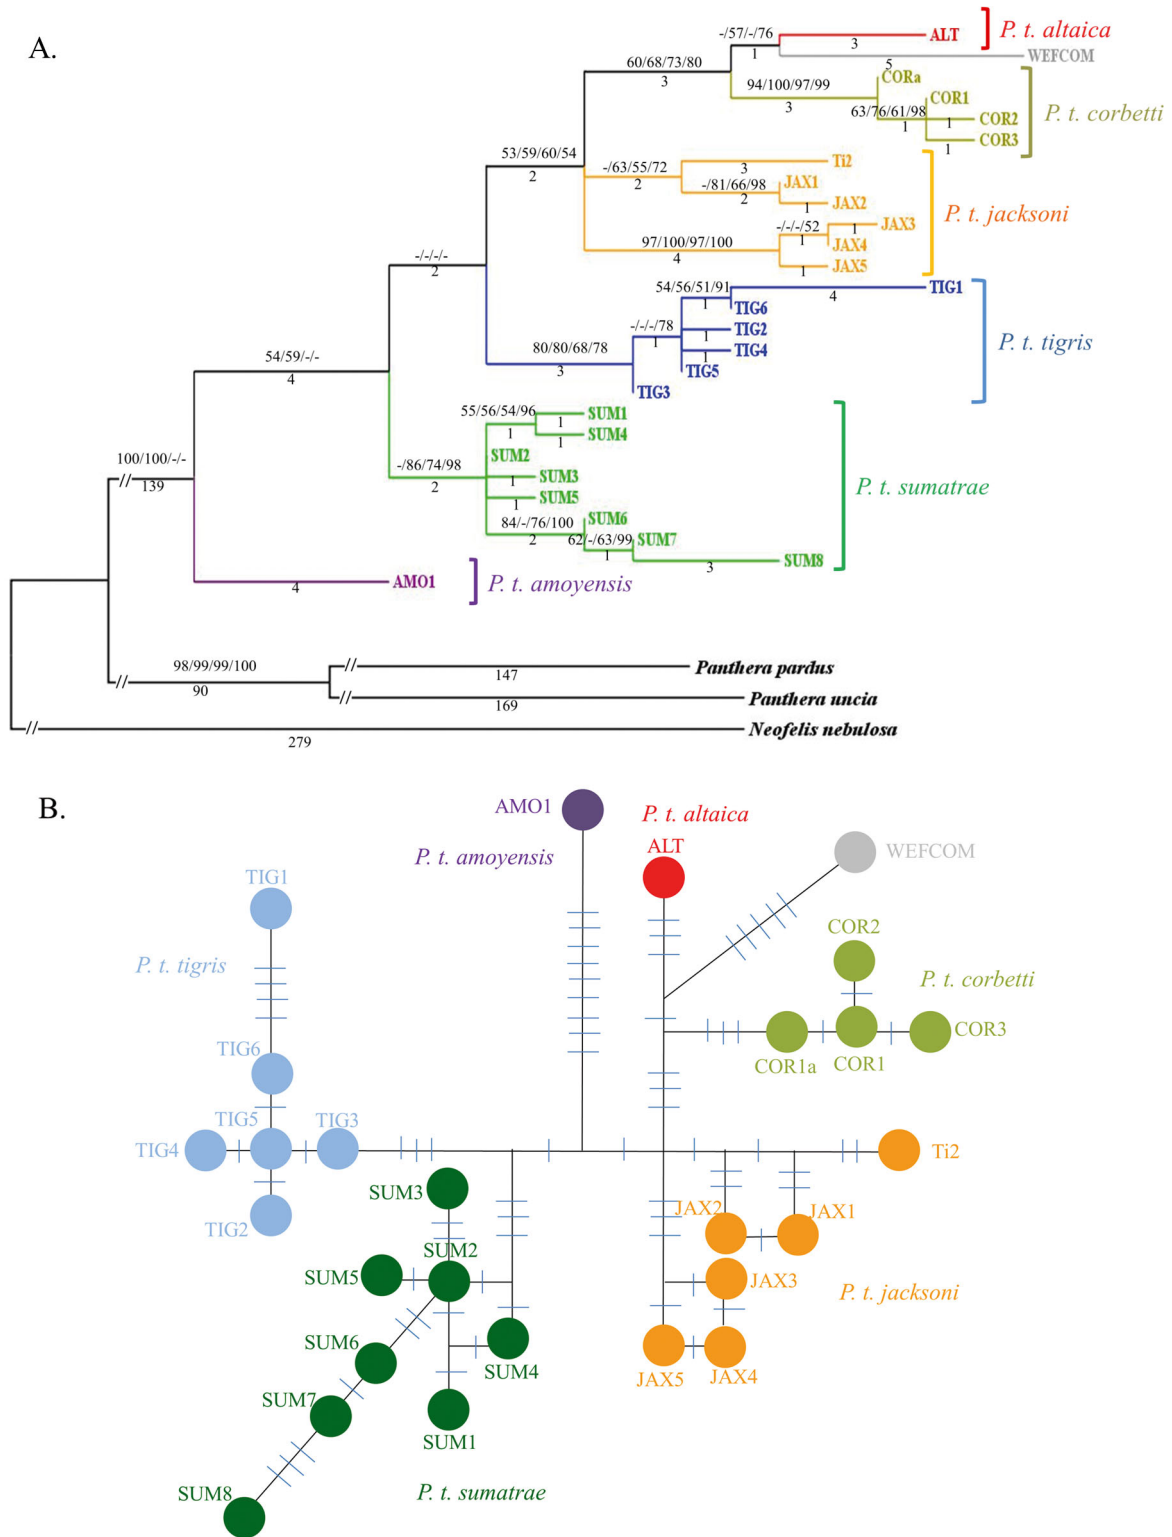 A.
-/57/-/76
1
3
ALT
P. t. altaica
WEFCOM
5
60/68/73/80
3
94/100/97/99
3
CORa
COR1
63/76/61/98
1
1
COR2
COR3
1
P. t. corbetti
53/59/60/54
2
-/63/55/72
2
3
Ti2
-/81/66/98
2
JAX1
1
JAX2
-/-/-/52
1
1
JAX3
JAX4
97/100/97/100
4
1
JAX5
P. t. jacksoni
-/-/-/-
2
54/56/51/91
1
4
TIG1
TIG6
-/-/-/78
1
1
TIG2
1
TIG4
TIG5
80/80/68/78
3
TIG3
P. t. tigris
54/59/-/-
4
55/56/54/96
1
1
SUM1
1
SUM4
SUM2
-/86/74/98
2
1
SUM3
1
SUM5
84/-/76/100
2
SUM6
62/-/63/99
1
SUM7
3
SUM8
P. t. sumatrae
100/100/-/-
139
4
AMO1
P. t. amoyensis
98/99/99/100
90
147
Panthera pardus
169
Panthera uncia
279
Neofelis nebulosa
B.
AMO1
P. t. amoyensis
P. t. altaica
ALT
WEFCOM
TIG1
P. t. tigris
COR2
P. t. corbetti
TIG6
COR1a
COR1
COR3
TIG5
TIG3
TIG4
TIG2
Ti2
SUM3
SUM2
SUM5
SUM6
SUM4
SUM7
SUM1
SUM8
P. t. sumatrae
JAX2
JAX1
JAX3
P. t. jacksoni
JAX5
JAX4